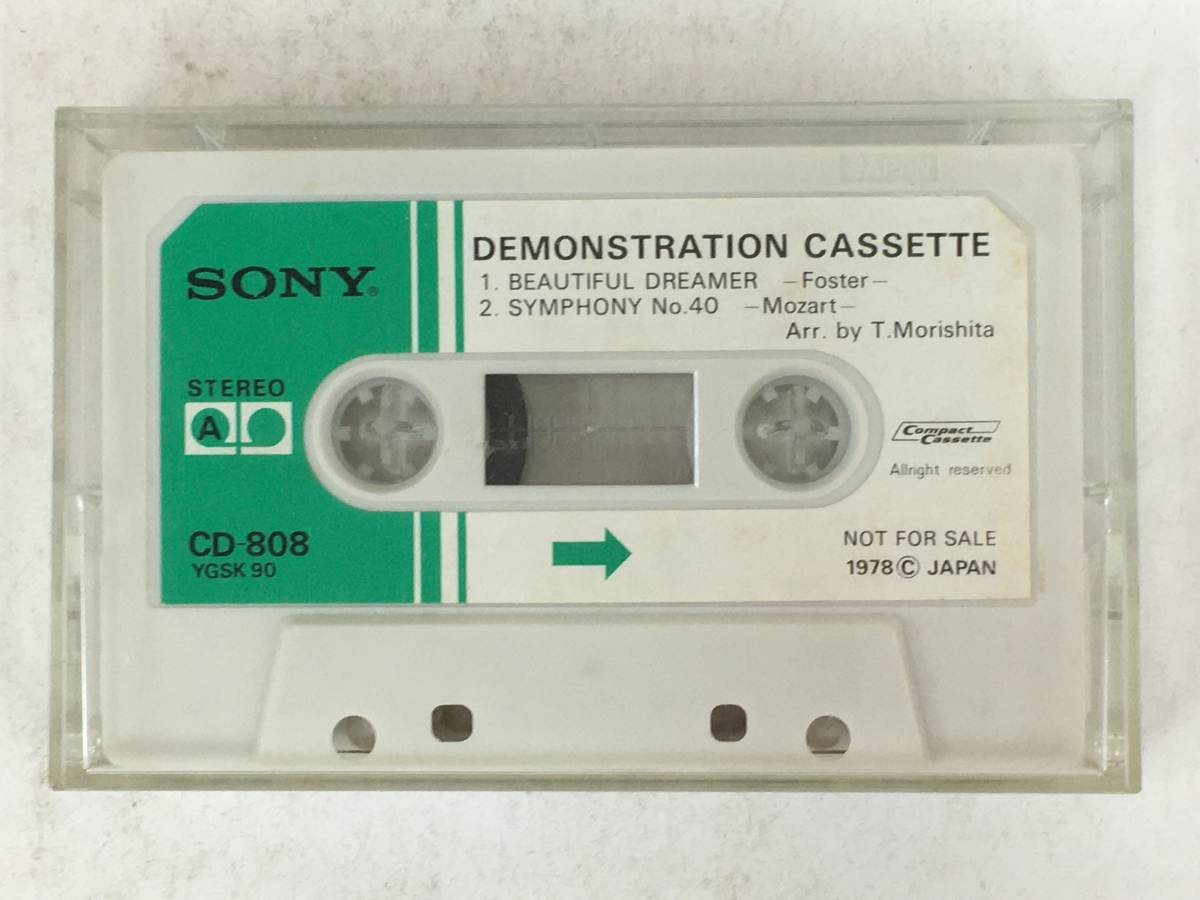 JAPAN
SONY®
DEMONSTRATION CASSETTE
1. BEAUTIFUL DREAMER —Foster—
2. SYMPHONY No.40 —Mozart—
Arr. by T.Morishita
STEREO
A
Compact Cassette
Allright reserved
CD-808
YGSK 90
NOT FOR SALE
1978© JAPAN